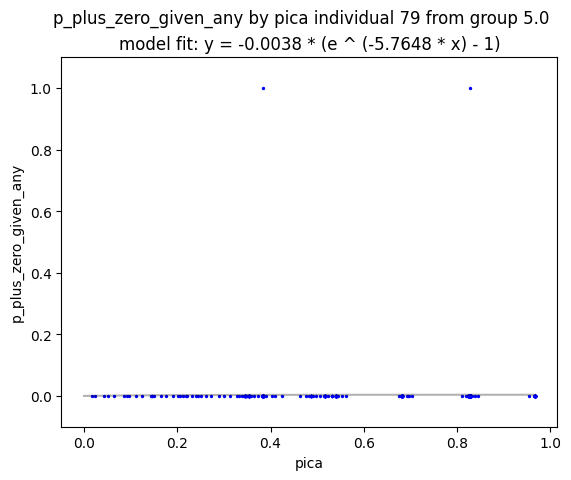 p_plus_zero_given_any by pica individual 79 from group 5.0
model fit: y = -0.0038 * (e ^ (-5.7648 * x) - 1)
1.0
0.8
0.6
0.4
0.2
0.0
p_plus_zero_given_any
0.0 0.2 0.4 0.6 0.8 1.0
pica